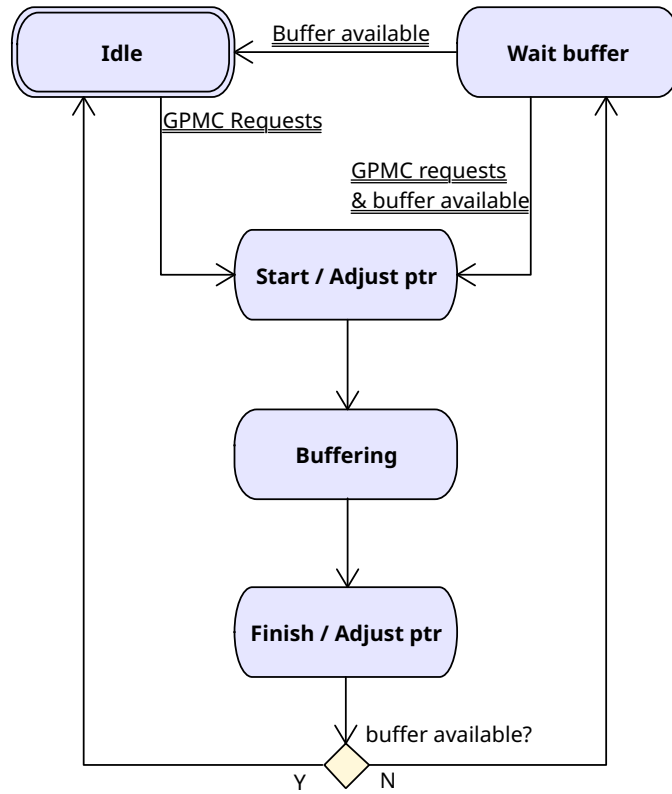 Idle
Buffer available
Wait buffer
GPMC Requests
GPMC requests
& buffer available
Start / Adjust ptr
Buffering
Finish / Adjust ptr
buffer available?
Y
N